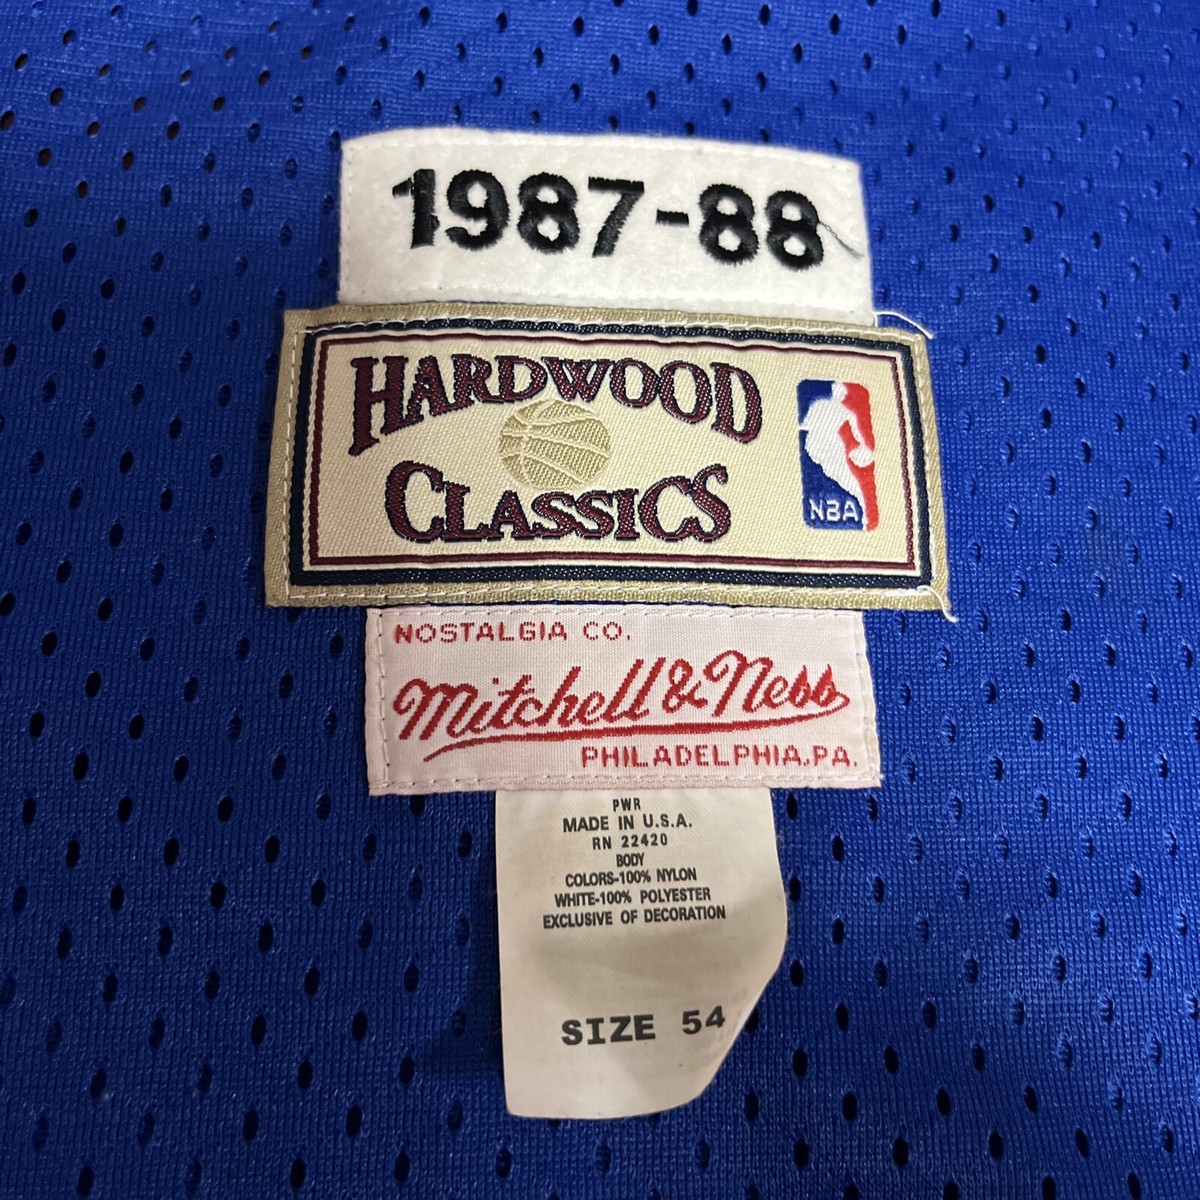 1987-88
HARDWOOD
CLASSICS
NBA
NOSTALGIA CO.
Mitchell & Ness
PHILADELPHIA, PA.
PWR
MADE IN U.S.A.
RN 22420
BODY
COLORS-100% NYLON
WHITE-100% POLYESTER
EXCLUSIVE OF DECORATION
SIZE 54